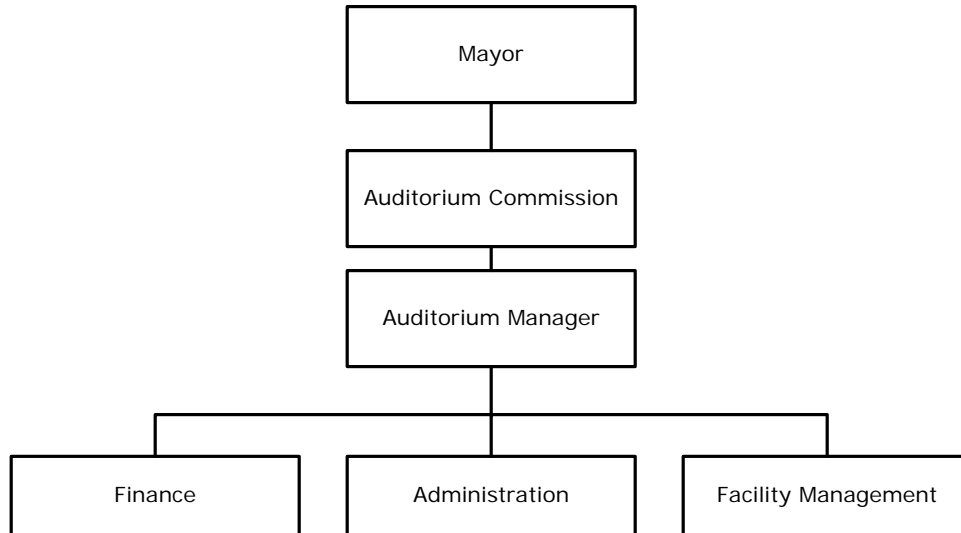 Mayor
Auditorium Commission
Auditorium Manager
Finance
Administration
Facility Management